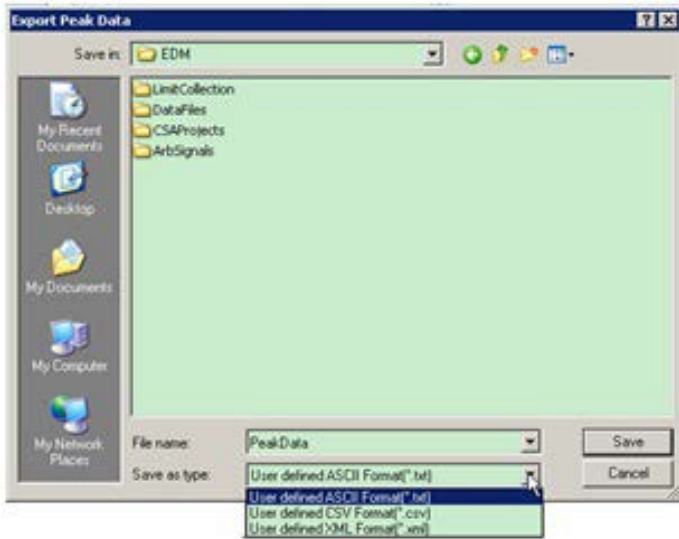 Export Peak Data
Save in:
EDM
LimitCollection
DataFiles
CSAProjects
ArbSignals
My Recent
Documents
Desktop
My Documents
My Computer
My Network
Places
File name:
PeakData
Save
Save as type:
User defined ASCII Format(*.txt)
Cancel
User defined ASCII Format(*.txt)
User defined CSV Format(*.csv)
User defined XML Format(*.xml)